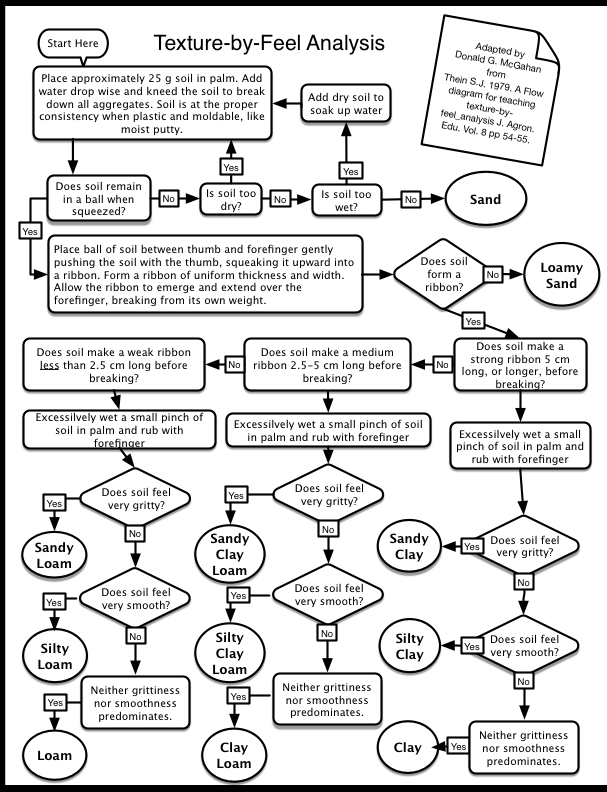 Start Here
Texture-by-Feel Analysis
Adapted by
Donald G. McGahan
from
Thein S.J. 1979. A Flow
diagram for teaching
texture-by-
feel_analysis J. Agron.
Edu. Vol. 8 pp 54-55.
Place approximately 25 g soil in palm. Add
water drop wise and kneed the soil to break
down all aggregates. Soil is at the proper
consistency when plastic and moldable, like
moist putty.
Add dry soil to
soak up water
Yes
Yes
Does soil remain
in a ball when
squeezed?
No
Is soil too
dry?
No
Is soil too
wet?
No
Sand
Yes
Place ball of soil between thumb and forefinger gently
pushing the soil with the thumb, squeaking it upward into
a ribbon. Form a ribbon of uniform thickness and width.
Allow the ribbon to emerge and extend over the
forefinger, breaking from its own weight.
Does soil
form a
ribbon?
No
Loamy
Sand
Yes
Does soil make a weak ribbon
less than 2.5 cm long before
breaking?
No
Does soil make a medium
ribbon 2.5-5 cm long before
breaking?
No
Does soil make a
strong ribbon 5 cm
long, or longer, before
breaking?
Excessilvely wet a small pinch of
soil in palm and rub with
forefinger
Excessilvely wet a small pinch of soil
in palm and rub with forefinger
Excessilvely wet a small
pinch of soil in palm and
rub with forefinger
Does soil feel
very gritty?
Yes
Sandy
Loam
No
Does soil feel
very gritty?
Yes
Sandy
Clay
Loam
No
Does soil feel
very gritty?
Yes
Sandy
Clay
No
Does soil feel
very smooth?
Yes
Silty
Loam
No
Does soil feel
very smooth?
Yes
Silty
Clay
Loam
No
Does soil feel
very smooth?
Yes
Silty
Clay
No
Neither grittiness
nor smoothness
predominates.
Yes
Loam
Neither grittiness
nor smoothness
predominates.
Yes
Clay
Loam
Neither grittiness
nor smoothness
predominates.
Yes
Clay